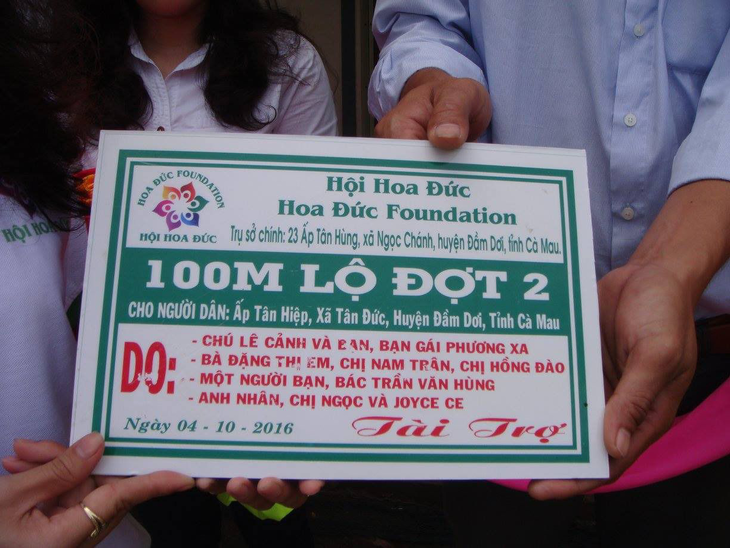 HOA ĐỨC FOUNDATION
HỘI HOA ĐỨC
Hội Hoa Đức
Hoa Đức Foundation
Trụ sở chính: 23 Ấp Tân Hùng, xã Ngọc Chánh, huyện Đầm Dơi, tỉnh Cà Mau.
100M LỘ ĐỢT 2
CHO NGƯỜI DÂN: Ấp Tân Hiệp, Xã Tân Đức, Huyện Đầm Dơi, Tỉnh Cà Mau
DO:
- CHÚ LÊ CẢNH VÀ BẠN, BẠN GÁI PHƯƠNG XA
- BÀ ĐẶNG THỊ EM, CHỊ NAM TRÂN, CHỊ HỒNG ĐÀO
- MỘT NGƯỜI BẠN, BÁC TRẦN VĂN HÙNG
- ANH NHÂN, CHỊ NGỌC VÀ JOYCE CE
Ngày 04 - 10 - 2016
Tài Trợ
HỘI HOA